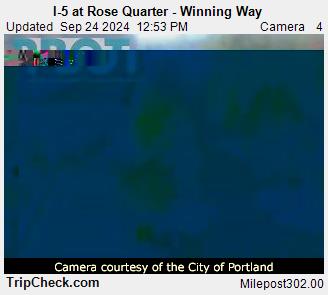 I-5 at Rose Quarter - Winning Way
Updated Sep 24 2024 12:53 PM Camera 4
Camera courtesy of the City of Portland
TripCheck.com Milepost302.00